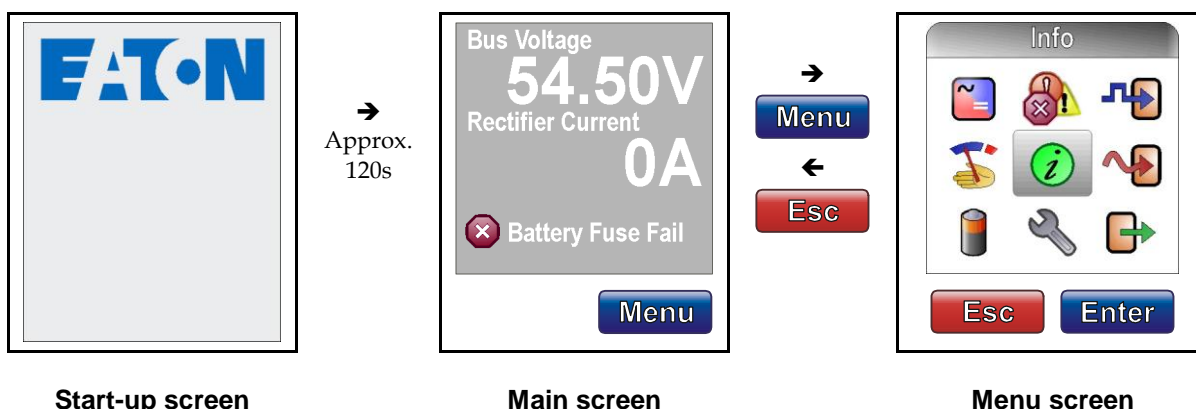 EATON
➔
Approx.
120s
Bus Voltage
54.50V
Rectifier Current
0A
Battery Fuse Fail
Menu
➔
Menu
🡸
Esc
Info
Esc
Enter
Start-up screen
Main screen
Menu screen